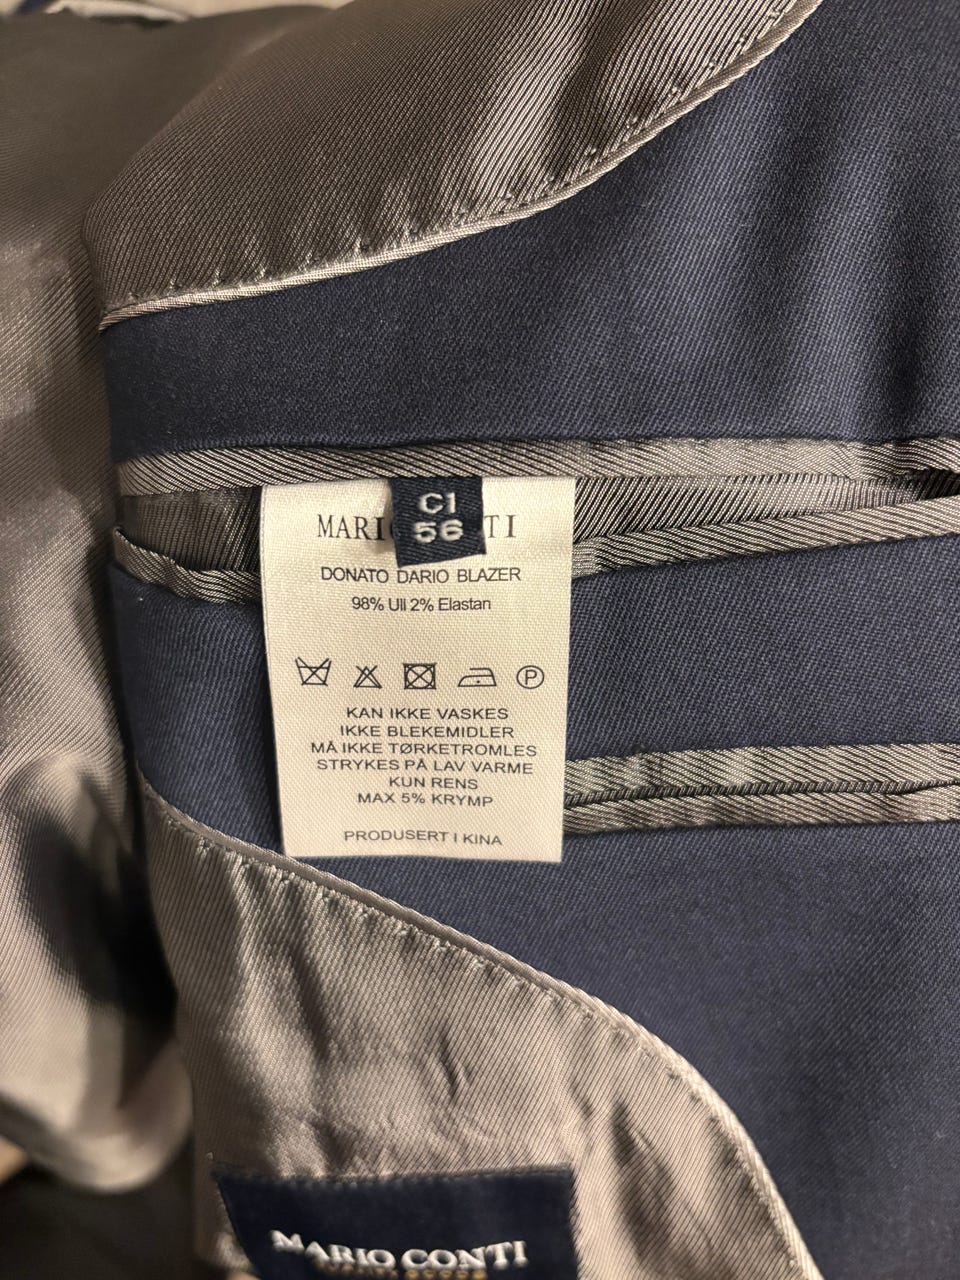 C1
56
MARIO CONTI
DONATO DARIO BLAZER
98% Ull 2% Elastan
P
KAN IKKE VASKES
IKKE BLEKEMIDLER
MÅ IKKE TØRKETROMLES
STRYKES PÅ LAV VARME
KUN RENS
MAX 5% KRYMP
PRODUSERT I KINA
MARIO CONTI